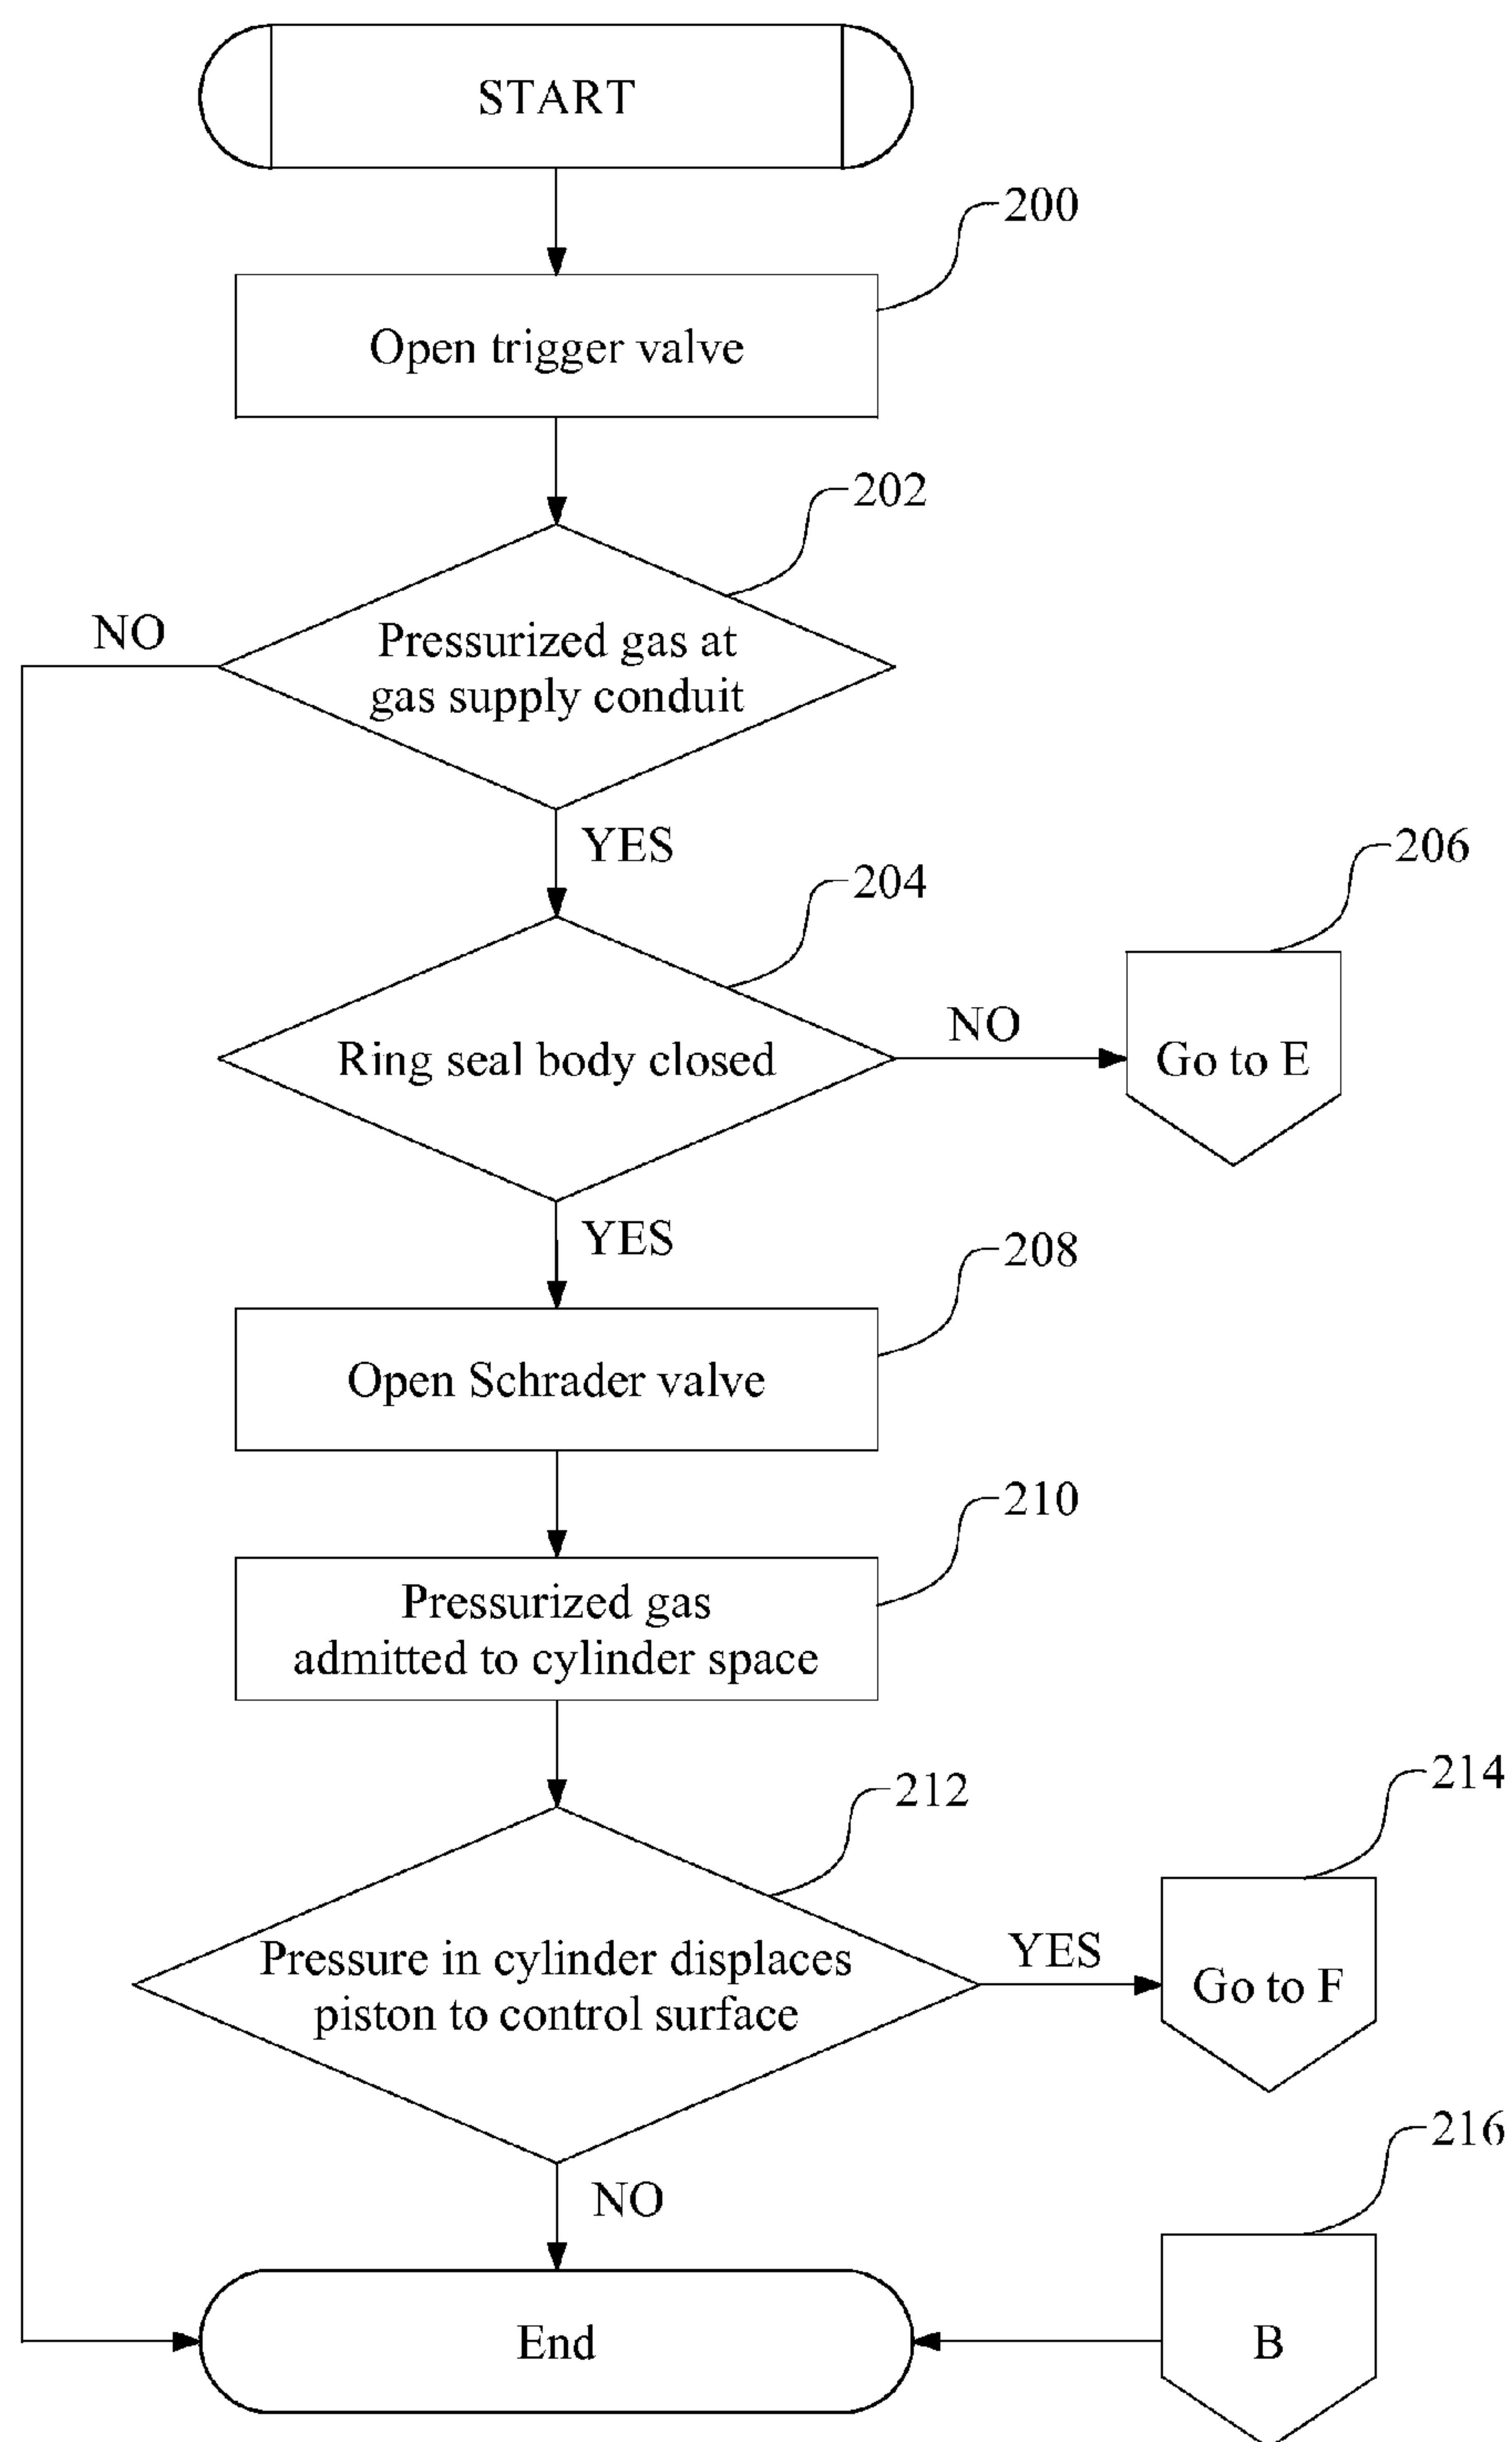 START
200
Open trigger valve
202
NO
Pressurized gas at
gas supply conduit
YES
206
204
NO
Ring seal body closed
Go to E
YES
208
Open Schrader valve
210
Pressurized gas
admitted to cylinder space
214
212
YES
Pressure in cylinder displaces
piston to control surface
Go to F
216
NO
End
B